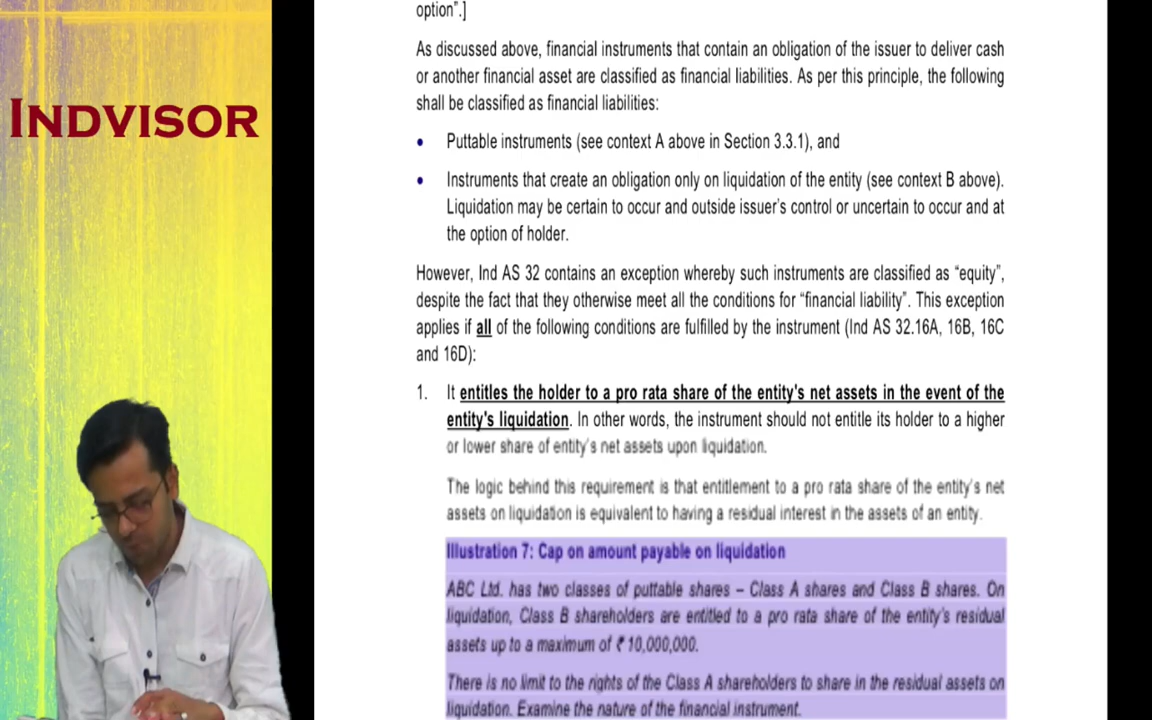 INDVISOR
option”.]
As discussed above, financial instruments that contain an obligation of the issuer to deliver cash
or another financial asset are classified as financial liabilities. As per this principle, the following
shall be classified as financial liabilities:
• Puttable instruments (see context A above in Section 3.3.1), and
• Instruments that create an obligation only on liquidation of the entity (see context B above).
Liquidation may be certain to occur and outside issuer’s control or uncertain to occur and at
the option of holder.
However, Ind AS 32 contains an exception whereby such instruments are classified as “equity”,
despite the fact that they otherwise meet all the conditions for “financial liability”. This exception
applies if all of the following conditions are fulfilled by the instrument (Ind AS 32.16A, 16B, 16C
and 16D):
1. It entitles the holder to a pro rata share of the entity's net assets in the event of the
entity's liquidation. In other words, the instrument should not entitle its holder to a higher
or lower share of entity’s net assets upon liquidation.
The logic behind this requirement is that entitlement to a pro rata share of the entity's net
assets on liquidation is equivalent to having a residual interest in the assets of an entity.
Illustration 7: Cap on amount payable on liquidation
ABC Ltd. has two classes of puttable shares – Class A shares and Class B shares. On
liquidation, Class B shareholders are entitled to a pro rata share of the entity's residual
assets up to a maximum of ₹ 10,000,000.
There is no limit to the rights of the Class A shareholders to share in the residual assets on
liquidation. Examine the nature of the financial instrument.